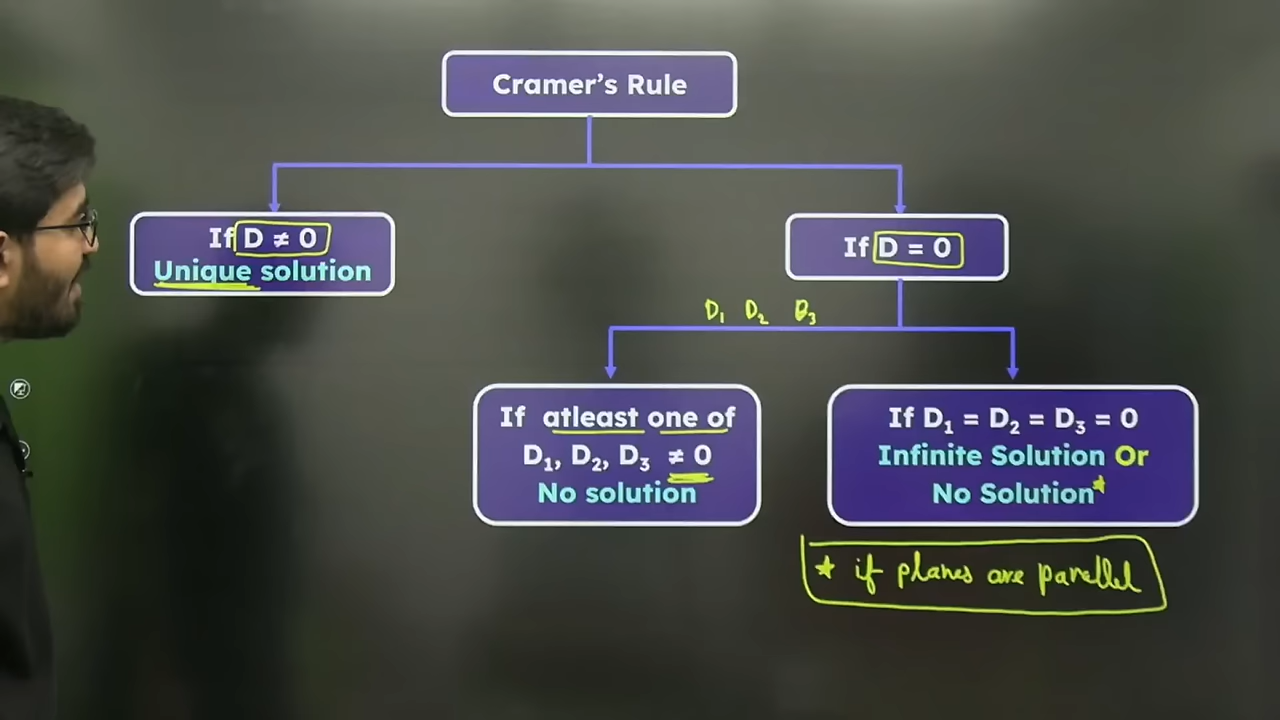 Cramer’s Rule
If D ≠ 0
Unique solution
If D = 0
D₁ D₂ D₃
If atleast one of
D₁, D₂, D₃ ≠ 0
No solution
If D₁ = D₂ = D₃ = 0
Infinite Solution Or
No Solution*
* if planes are parallel